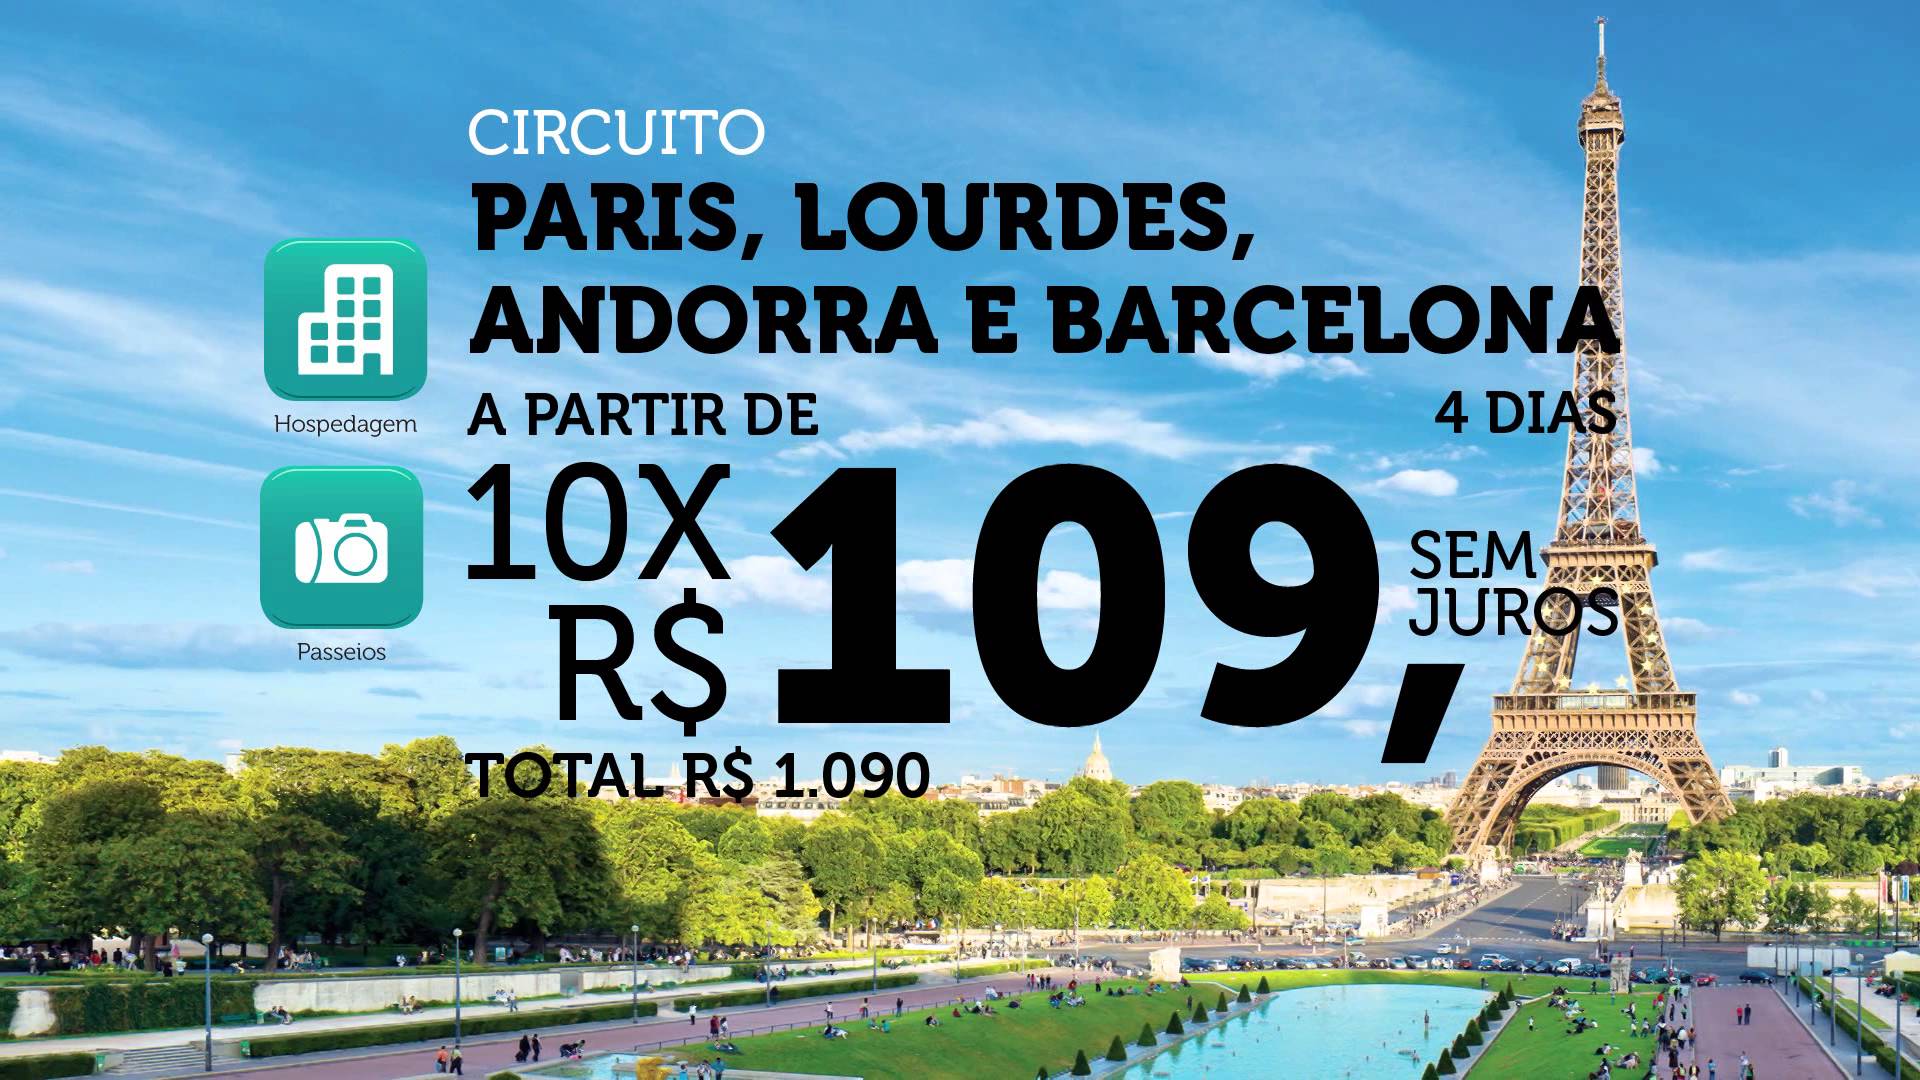 CIRCUITO
PARIS, LOURDES,
ANDORRA E BARCELONA
A PARTIR DE
4 DIAS
10X
R$ 109,
SEM
JUROS
TOTAL R$ 1.090
Hospedagem
Passeios